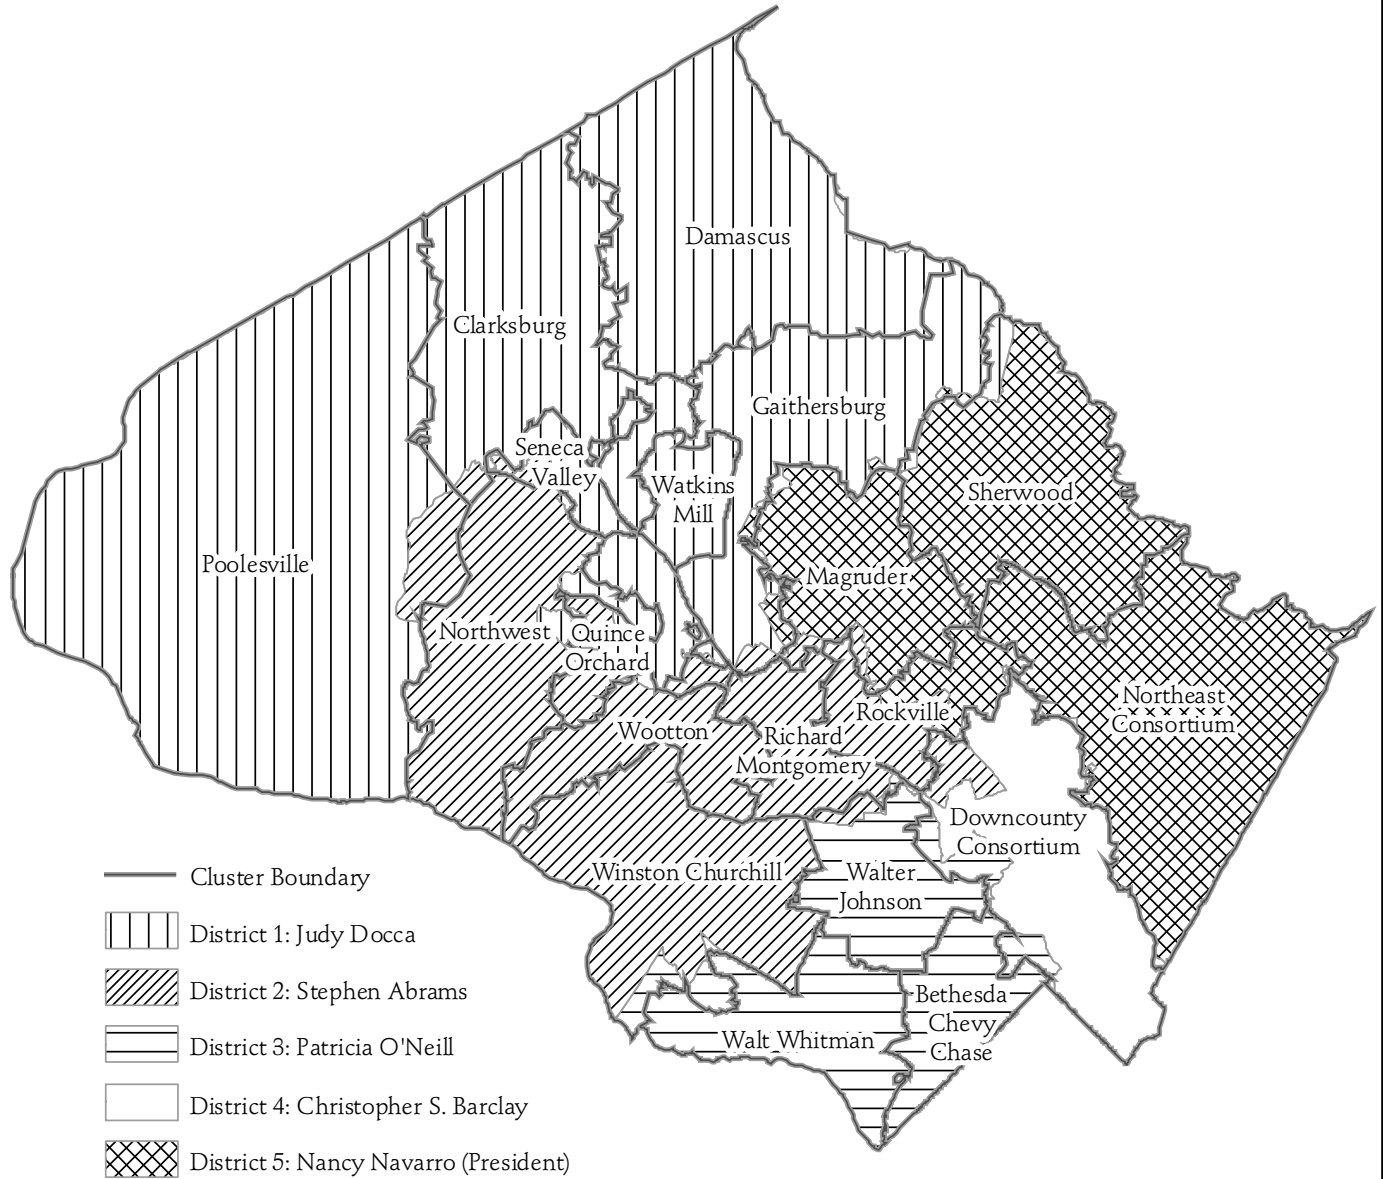 Damascus
Clarksburg
Gaithersburg
Seneca
Valley
Watkins
Mill
Sherwood
Poolesville
Magruder
Northwest
Quince
Orchard
Northeast
Consortium
Rockville
Wootton
Richard
Montgomery
Downcounty
Consortium
Winston Churchill
Walter
Johnson
Bethesda
Chevy
Chase
Walt Whitman
Cluster Boundary
District 1: Judy Docca
District 2: Stephen Abrams
District 3: Patricia O'Neill
District 4: Christopher S. Barclay
District 5: Nancy Navarro (President)